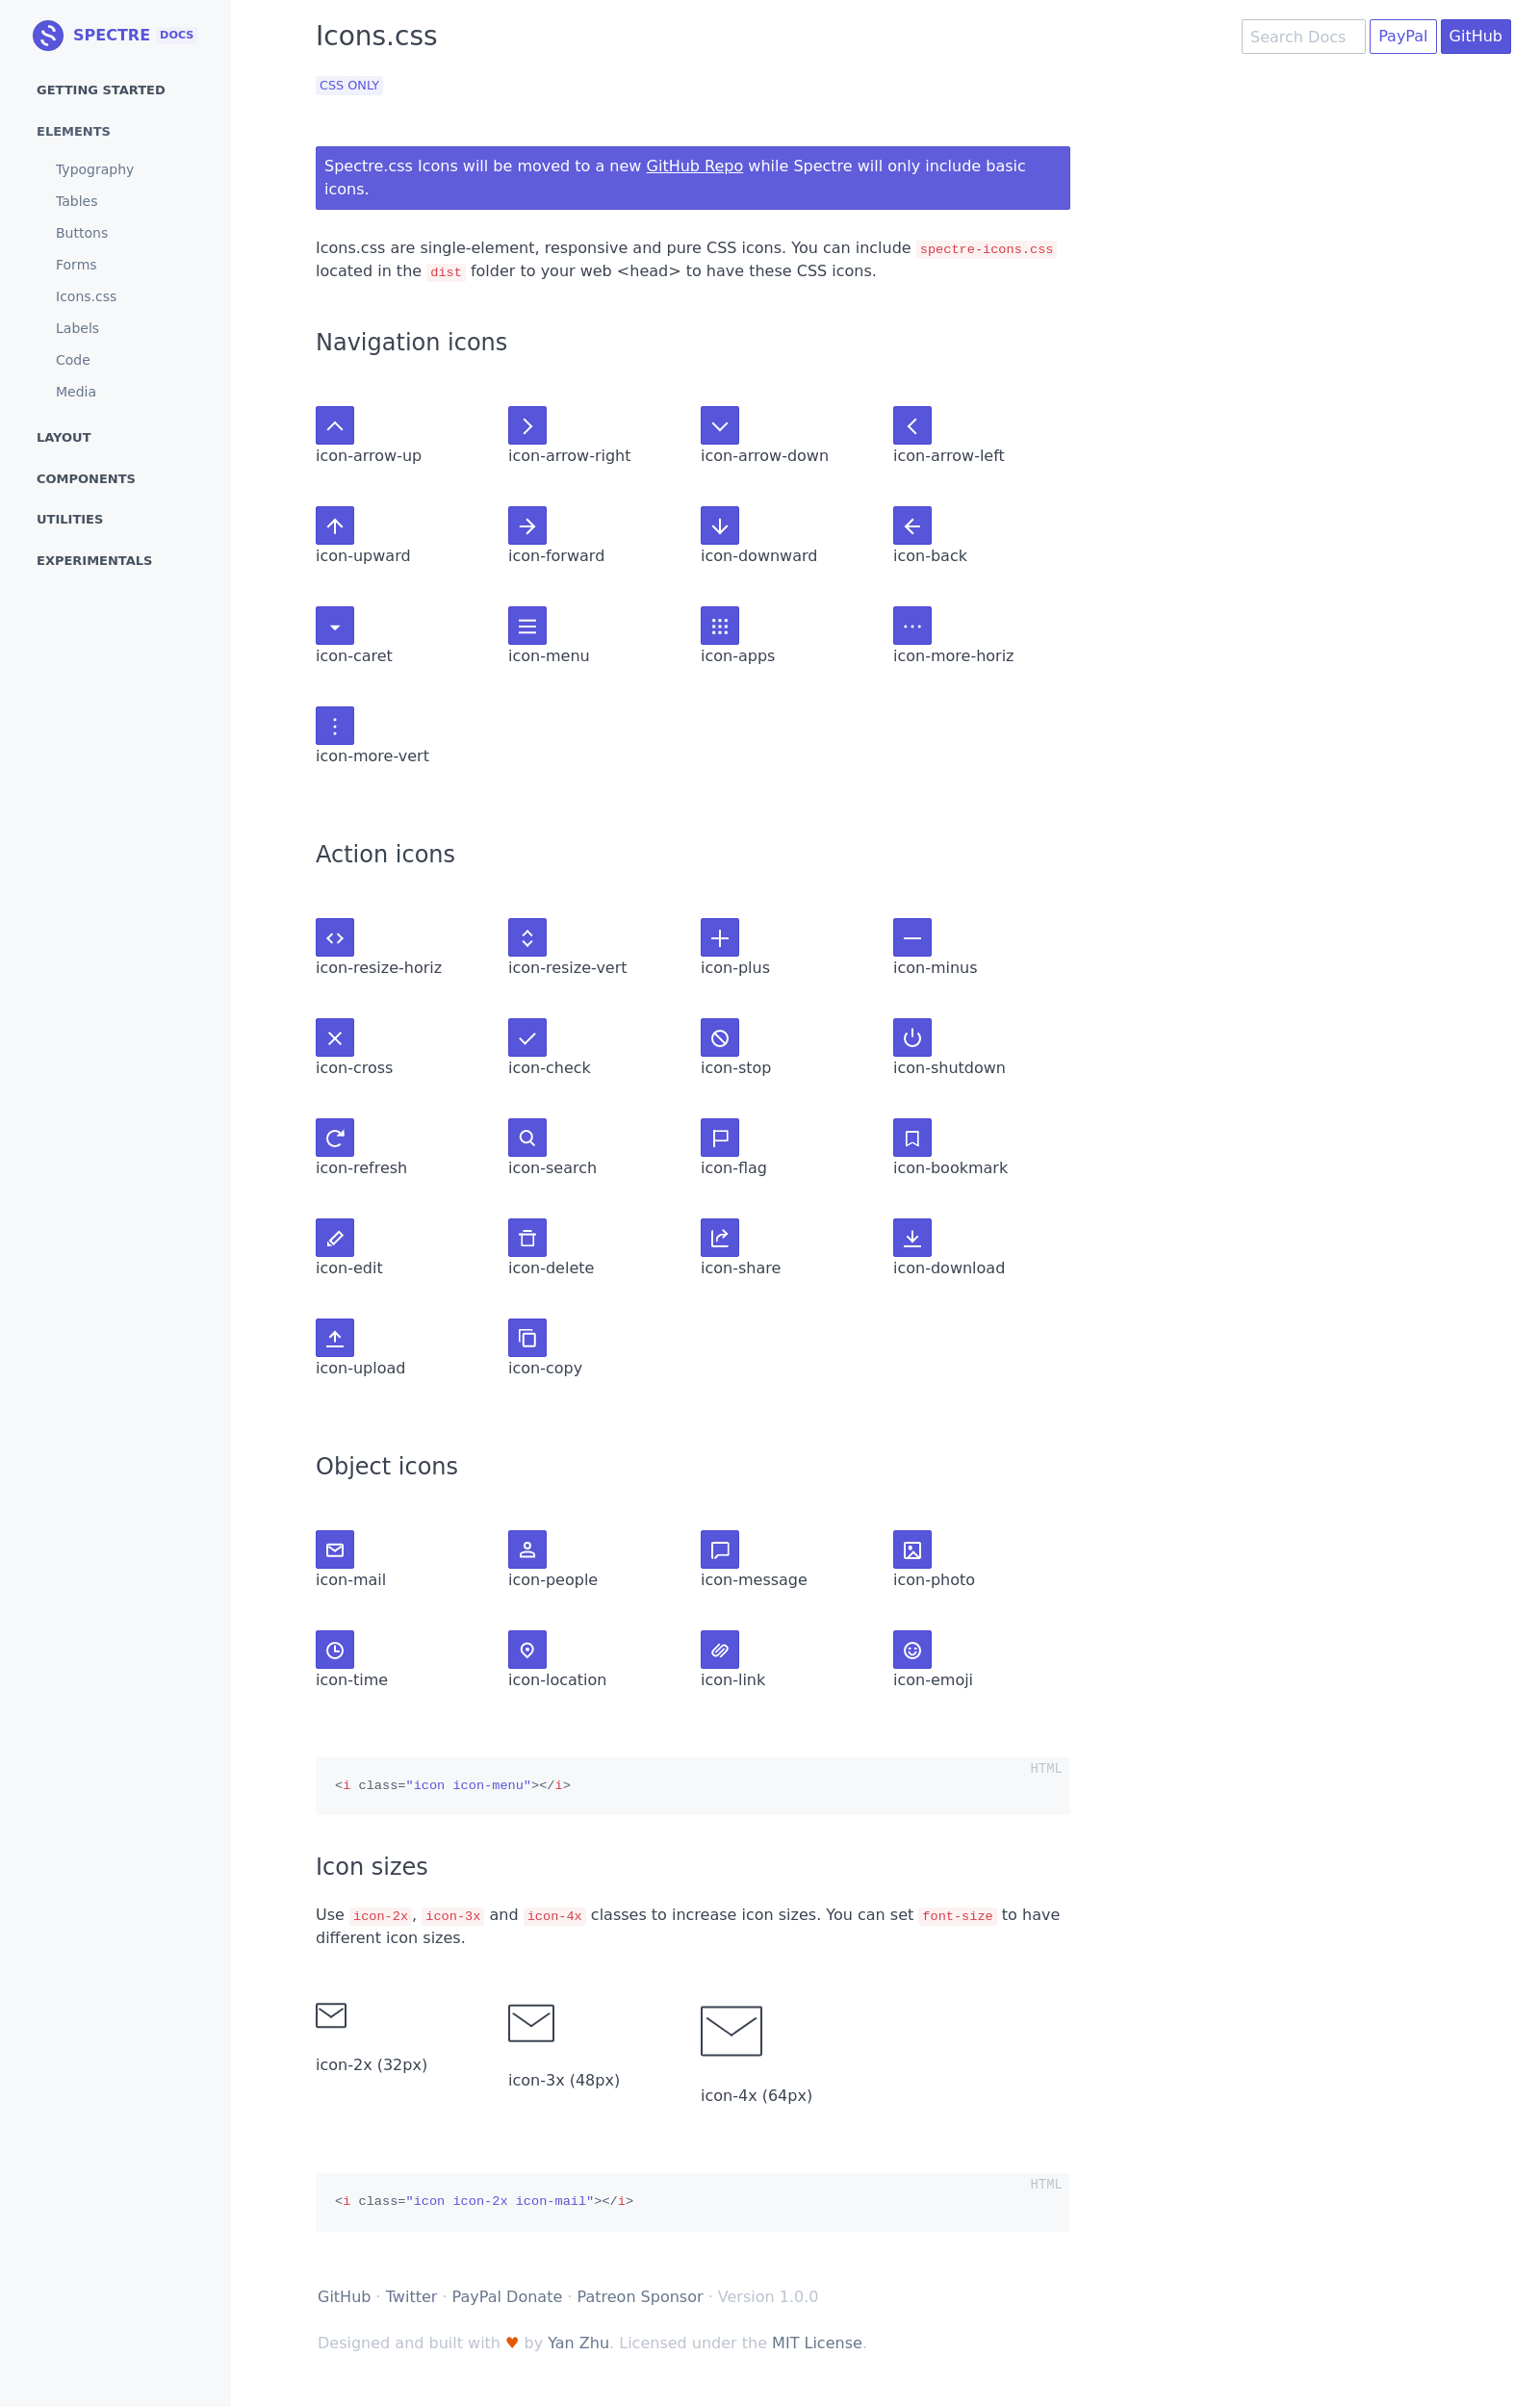 SPECTRE DOCS
GETTING STARTED
ELEMENTS
Typography
Tables
Buttons
Forms
Icons.css
Labels
Code
Media
LAYOUT
COMPONENTS
UTILITIES
EXPERIMENTALS
Icons.css
Search Docs PayPal GitHub
CSS ONLY
Spectre.css Icons will be moved to a new GitHub Repo while Spectre will only include basic
icons.
Icons.css are single-element, responsive and pure CSS icons. You can include spectre-icons.css
located in the dist folder to your web <head> to have these CSS icons.
Navigation icons
icon-arrow-up icon-arrow-right icon-arrow-down icon-arrow-left
icon-upward icon-forward icon-downward icon-back
icon-caret icon-menu icon-apps icon-more-horiz
icon-more-vert
Action icons
icon-resize-horiz icon-resize-vert icon-plus icon-minus
icon-cross icon-check icon-stop icon-shutdown
icon-refresh icon-search icon-flag icon-bookmark
icon-edit icon-delete icon-share icon-download
icon-upload icon-copy
Object icons
icon-mail icon-people icon-message icon-photo
icon-time icon-location icon-link icon-emoji
HTML
<i class="icon icon-menu"></i>
Icon sizes
Use icon-2x, icon-3x and icon-4x classes to increase icon sizes. You can set font-size to have
different icon sizes.
icon-2x (32px)
icon-3x (48px)
icon-4x (64px)
HTML
<i class="icon icon-2x icon-mail"></i>
GitHub · Twitter · PayPal Donate · Patreon Sponsor · Version 1.0.0
Designed and built with ♥ by Yan Zhu. Licensed under the MIT License.